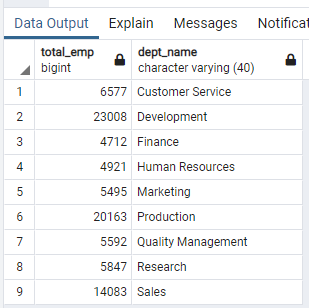 Data Output Explain Messages Notificat
total_emp dept_name
bigint character varying (40)
1 6577 Customer Service
2 23008 Development
3 4712 Finance
4 4921 Human Resources
5 5495 Marketing
6 20163 Production
7 5592 Quality Management
8 5847 Research
9 14083 Sales